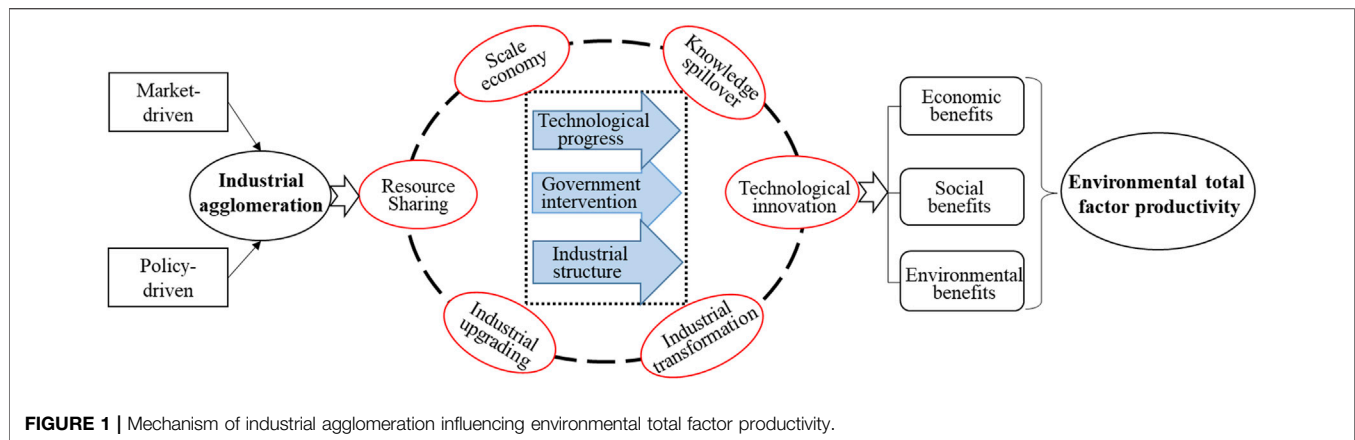 Market-
driven
Policy-
driven
Industrial
agglomeration
Resource
Sharing
Scale
economy
Knowledge
spillover
Technological
innovation
Industrial
transformation
Industrial
upgrading
Technological
progress
Government
intervention
Industrial
structure
Economic
benefits
Social
benefits
Environmental
benefits
Environmental total
factor productivity
FIGURE 1 | Mechanism of industrial agglomeration influencing environmental total factor productivity.